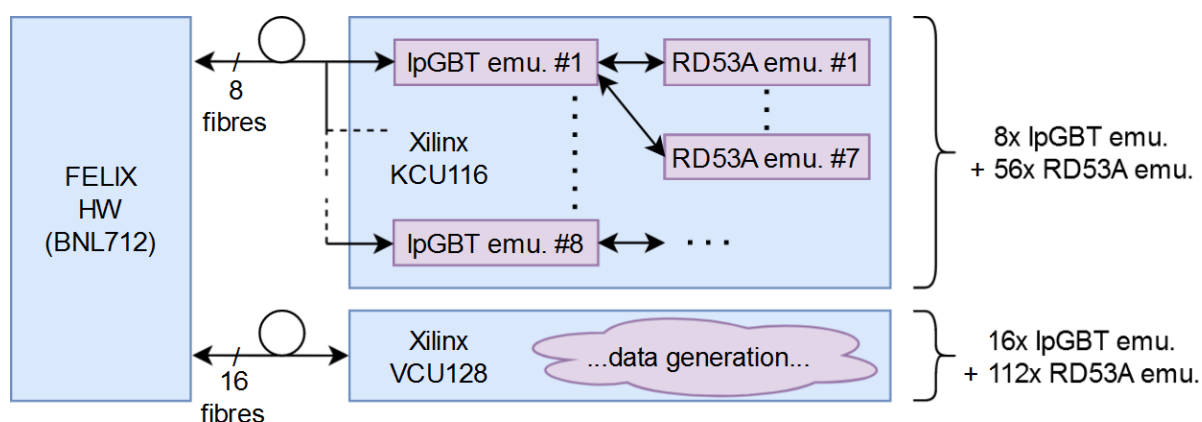 FELIX
HW
(BNL712)
8
fibres
lpGBT emu. #1
RD53A emu. #1
Xilinx
KCU116
RD53A emu. #7
lpGBT emu. #8
8x lpGBT emu.
+ 56x RD53A emu.
16
fibres
Xilinx
VCU128
...data generation...
16x lpGBT emu.
+ 112x RD53A emu.